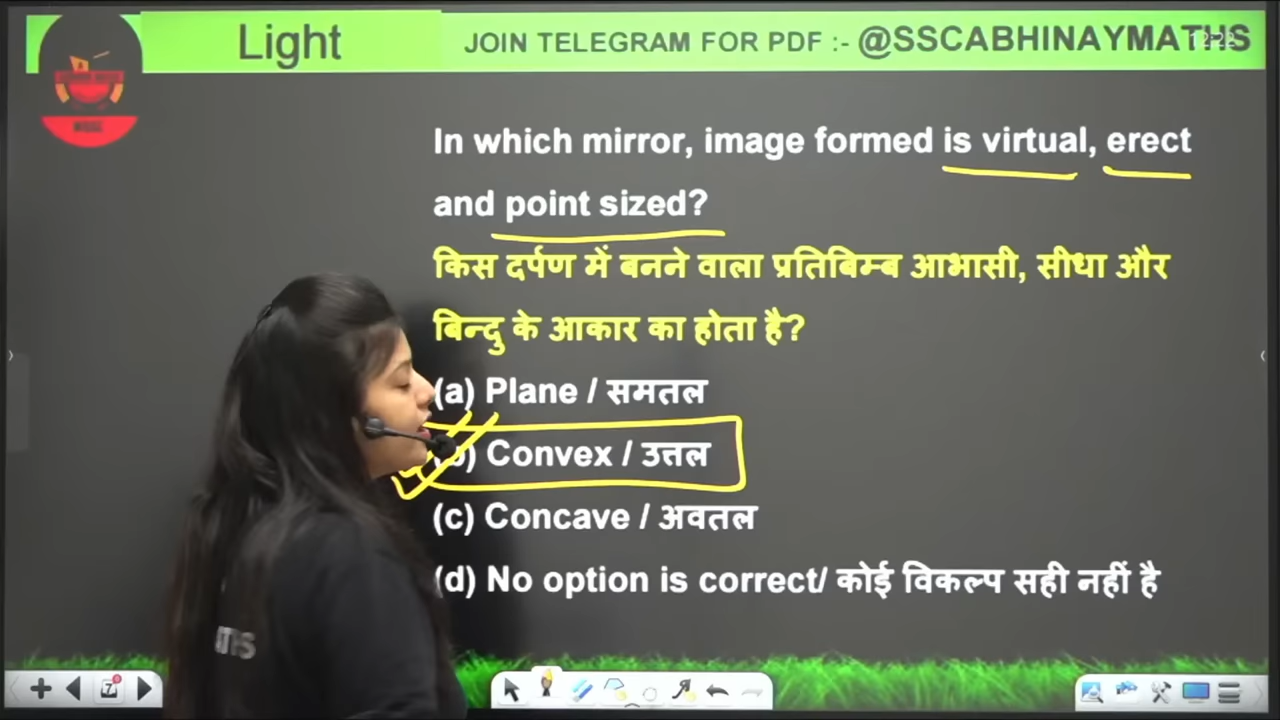 Light
JOIN TELEGRAM FOR PDF :- @SSCABHINAYMATHS
In which mirror, image formed is virtual, erect
and point sized?
किस दर्पण में बनने वाला प्रतिबिम्ब आभासी, सीधा और
बिन्दु के आकार का होता है?
(a) Plane / समतल
Convex / उत्तल
(c) Concave / अवतल
(d) No option is correct/ कोई विकल्प सही नहीं है